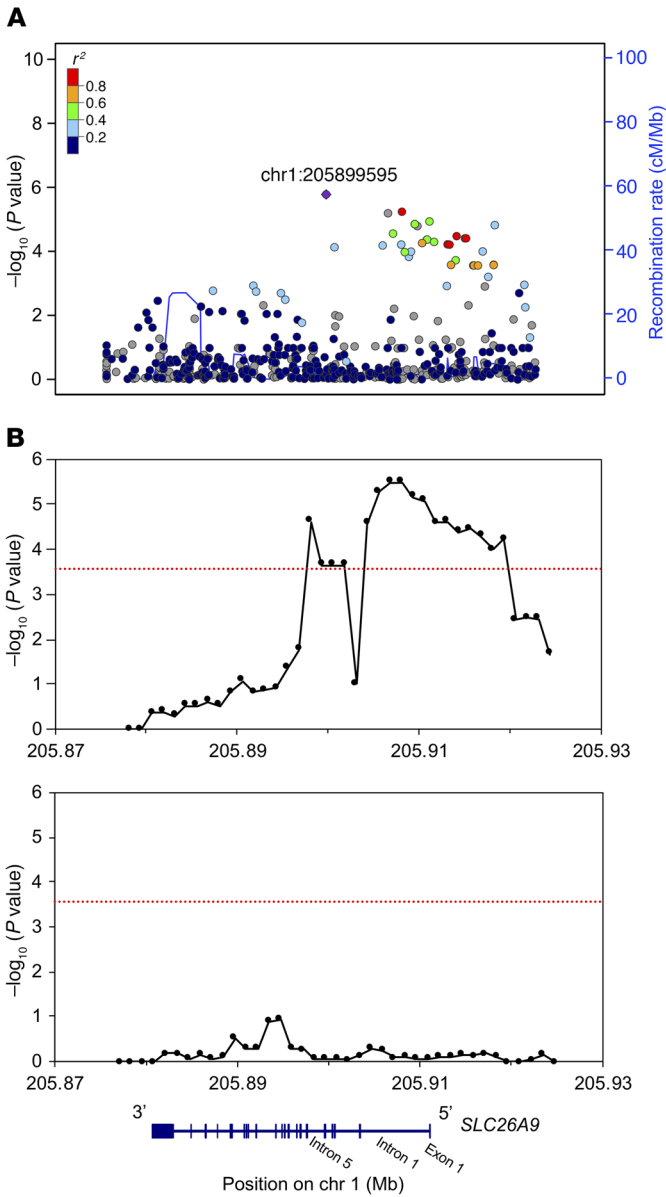 A
10
8
6
4
2
0
−log10 (P value)
r2
0.8
0.6
0.4
0.2
chr1:205899595
100
80
60
40
20
0
Recombination rate (cM/Mb)
B
6
5
4
3
2
1
0
−log10 (P value)
205.87 205.89 205.91 205.93
6
5
4
3
2
1
0
−log10 (P value)
205.87 205.89 205.91 205.93
3' 5' SLC26A9
Intron 5 Intron 1 Exon 1
Position on chr 1 (Mb)